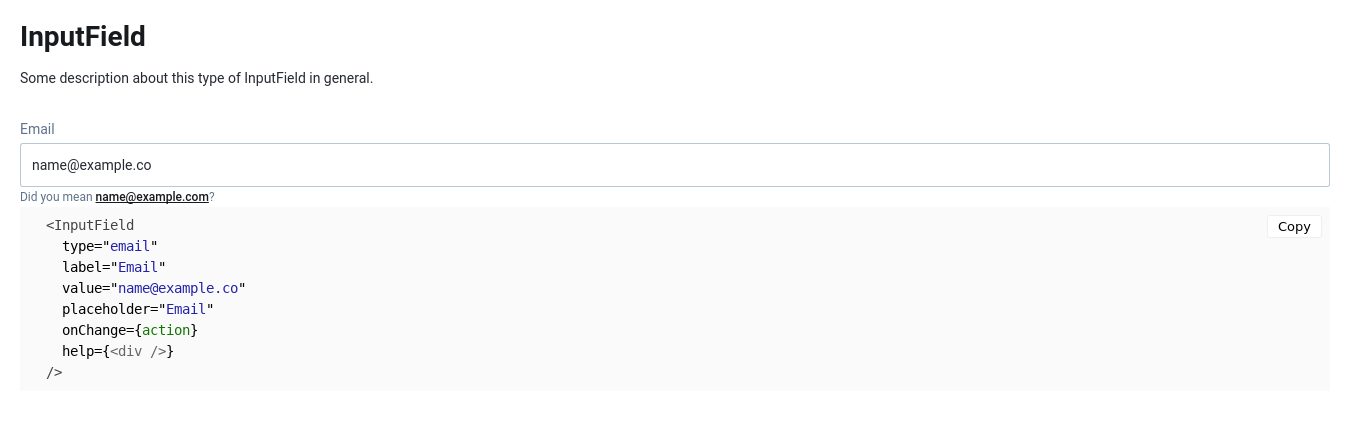 InputField
Some description about this type of InputField in general.
Email
name@example.co
Did you mean name@example.com?
<InputField
  type="email"
  label="Email"
  value="name@example.co"
  placeholder="Email"
  onChange={action}
  help={<div />}
/>
Copy